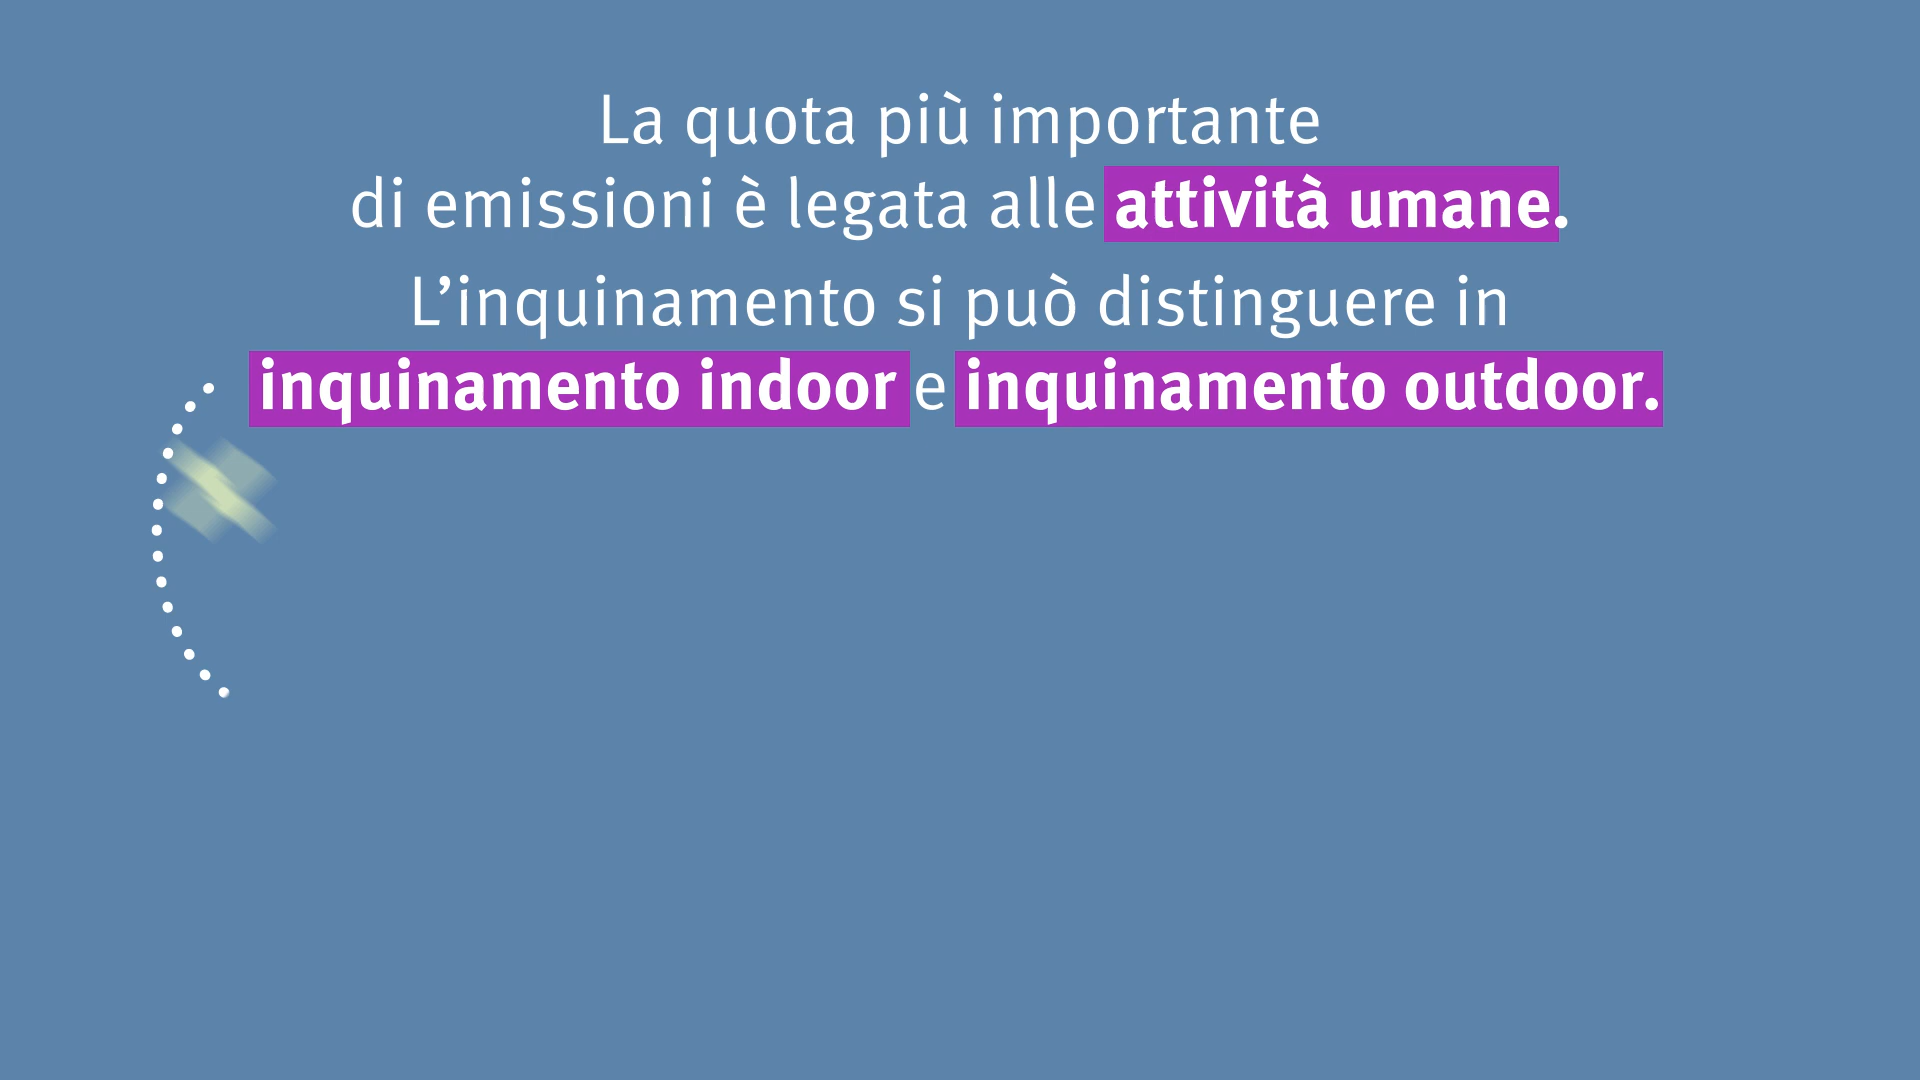 La quota più importante
di emissioni è legata alle attività umane.
L’inquinamento si può distinguere in
inquinamento indoor e inquinamento outdoor.